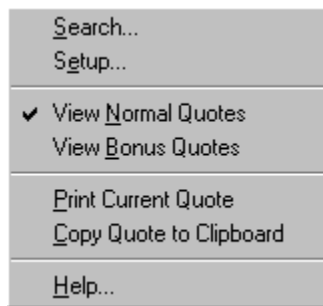 Search...
Setup...
View Normal Quotes
View Bonus Quotes
Print Current Quote
Copy Quote to Clipboard
Help...